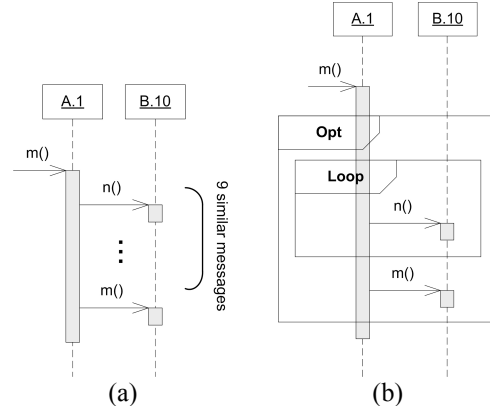 A.1
B.10
m()
n()
m()
9 similar messages
(a)
A.1
B.10
m()
Opt
Loop
n()
m()
(b)